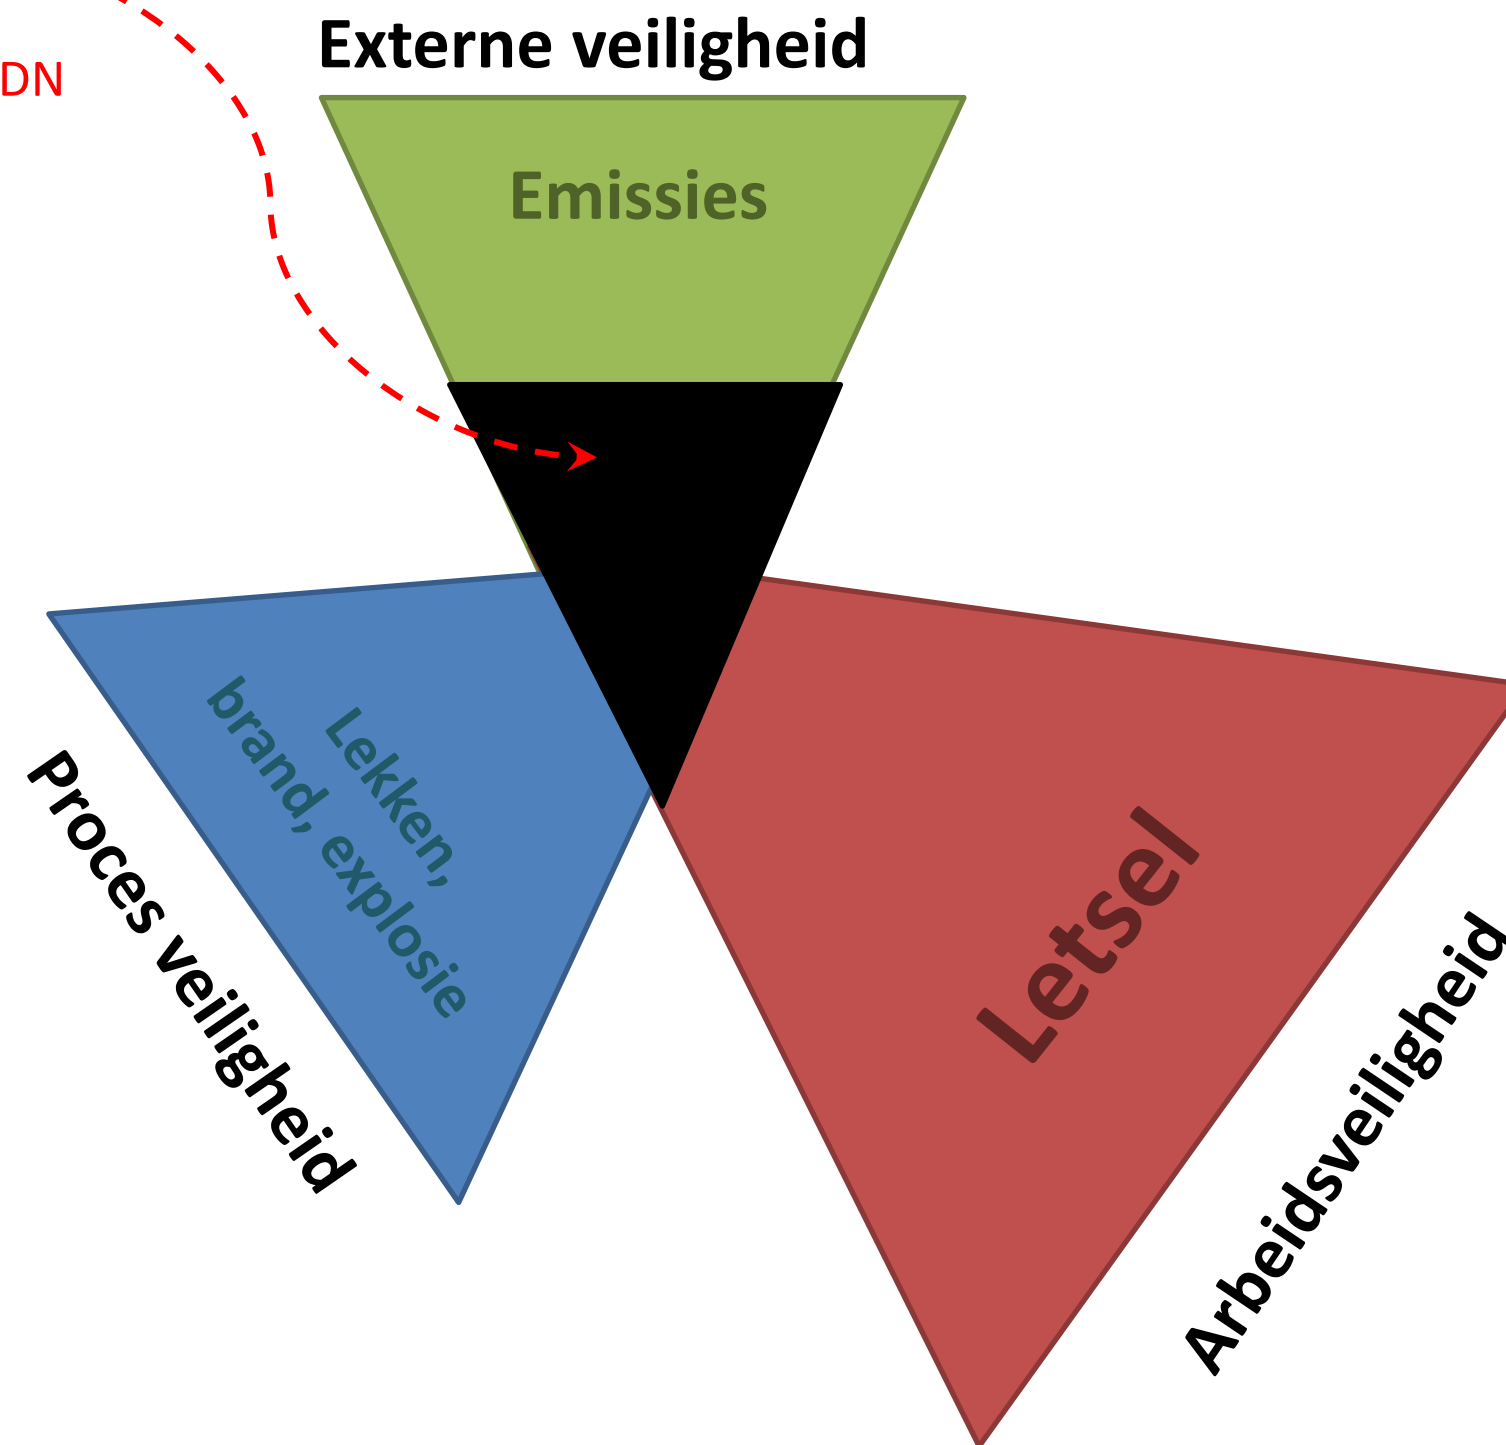 Externe veiligheid
DN
Emissies
Lekken,
brand, explosie
Proces veiligheid
Letsel
Arbeidsveiligheid